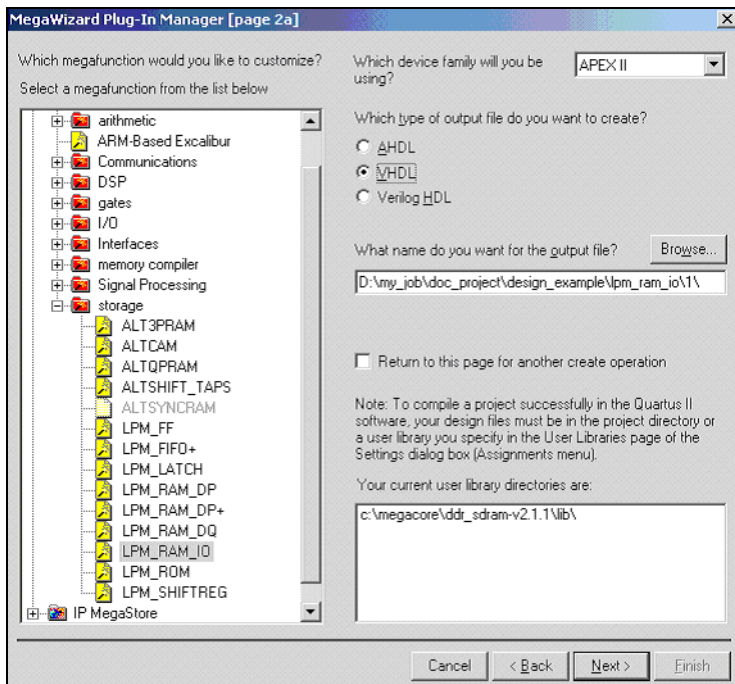 MegaWizard Plug-In Manager [page 2a]
Which megafunction would you like to customize?
Select a megafunction from the list below
arithmetic
ARM-Based Excalibur
Communications
DSP
gates
I/O
Interfaces
memory compiler
Signal Processing
storage
ALT3PRAM
ALTCAM
ALTQPRAM
ALTSHIFT_TAPS
ALTSYNCRAM
LPM_FF
LPM_FIFO+
LPM_LATCH
LPM_RAM_DP
LPM_RAM_DP+
LPM_RAM_DQ
LPM_RAM_IO
LPM_ROM
LPM_SHIFTREG
IP MegaStore
Which device family will you be
using?
APEX II
Which type of output file do you want to create?
AHDL
VHDL
Verilog HDL
What name do you want for the output file?
Browse...
D:\my_job\doc_project\design_example\lpm_ram_io\1\
Return to this page for another create operation
Note: To compile a project successfully in the Quartus II
software, your design files must be in the project directory or
a user library you specify in the User Libraries page of the
Settings dialog box (Assignments menu).
Your current user library directories are:
c:\megacore\ddr_sdram-v2.1.1\lib\
Cancel
< Back
Next >
Finish